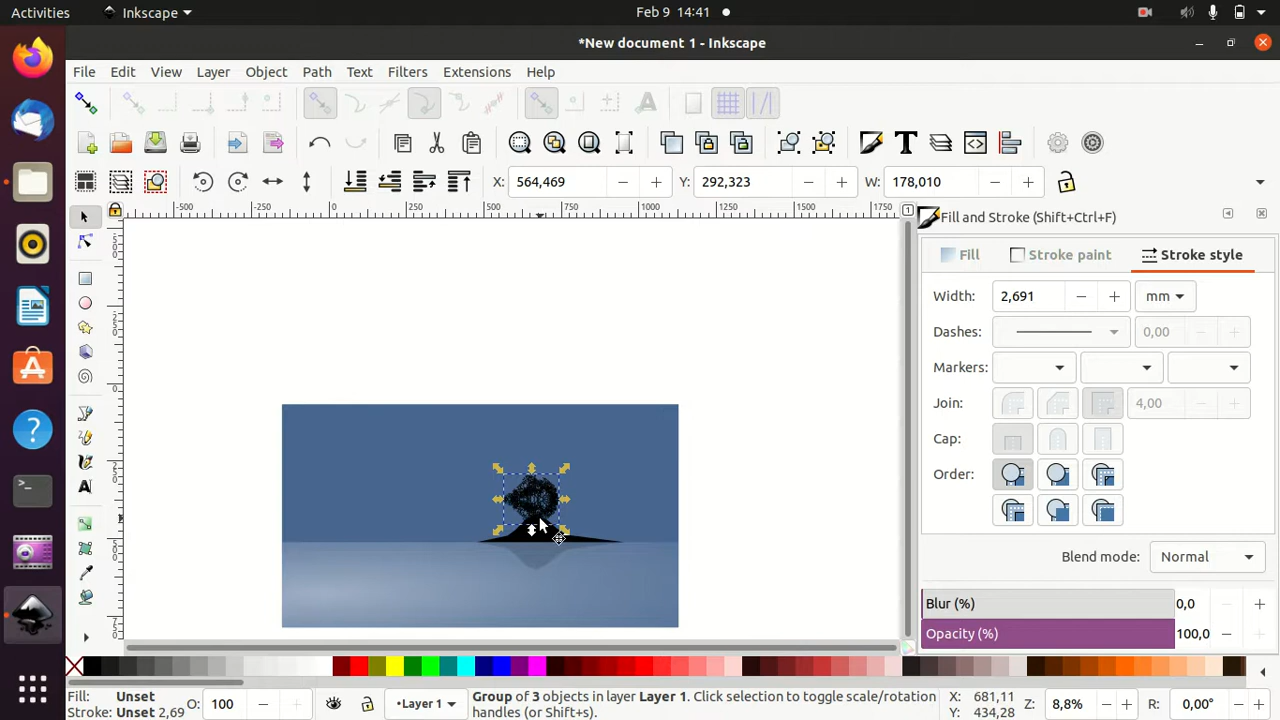 Activities
Inkscape
Feb 9 14:41
*New document 1 - Inkscape
File Edit View Layer Object Path Text Filters Extensions Help
X: 564,469
Y: 292,323
W: 178,010
-500 -250 0 250 500 750 1000 1250 1500 1750
1
Fill and Stroke (Shift+Ctrl+F)
Fill Stroke paint Stroke style
Width: 2,691 mm
Dashes: 0,00
Markers:
Join: 4,00
Cap:
Order:
Blend mode: Normal
Blur (%) 0,0
Opacity (%) 100,0
Fill: Unset
Stroke: Unset 2,69
O: 100
•Layer 1
Group of 3 objects in layer Layer 1. Click selection to toggle scale/rotation
handles (or Shift+s).
X: 681,11
Y: 434,28
Z: 8,8%
R: 0,00°